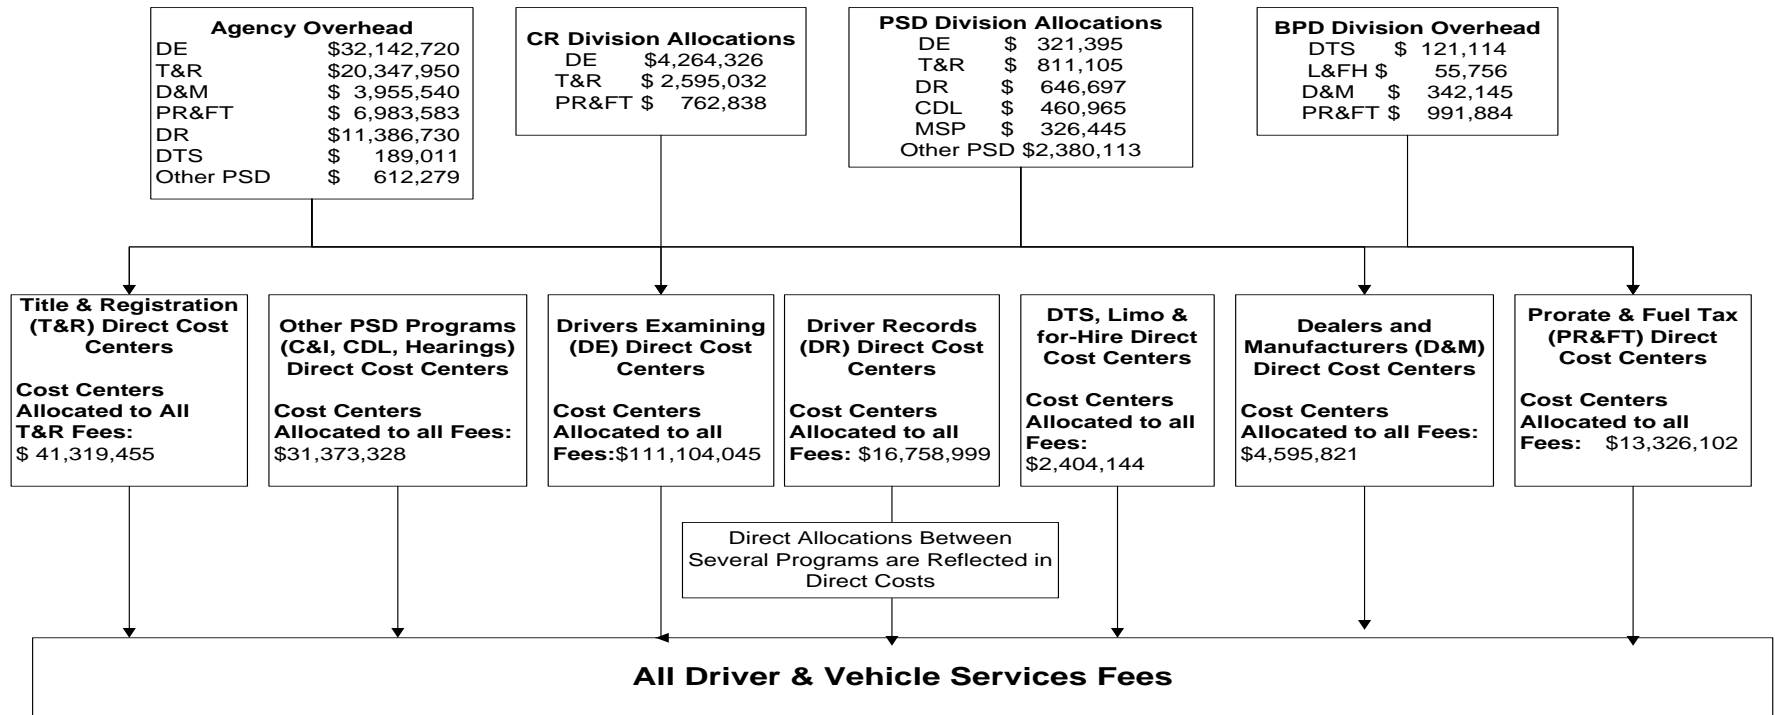 Agency Overhead
DE $32,142,720
T&R $20,347,950
D&M $ 3,955,540
PR&FT $ 6,983,583
DR $11,386,730
DTS $ 189,011
Other PSD $ 612,279
CR Division Allocations
DE $4,264,326
T&R $ 2,595,032
PR&FT $ 762,838
PSD Division Allocations
DE $ 321,395
T&R $ 811,105
DR $ 646,697
CDL $ 460,965
MSP $ 326,445
Other PSD $2,380,113
BPD Division Overhead
DTS $ 121,114
L&FH $ 55,756
D&M $ 342,145
PR&FT $ 991,884
Title & Registration
(T&R) Direct Cost
Centers
Cost Centers
Allocated to All
T&R Fees:
$ 41,319,455
Other PSD Programs
(C&I, CDL, Hearings)
Direct Cost Centers
Cost Centers
Allocated to all Fees:
$31,373,328
Drivers Examining
(DE) Direct Cost
Centers
Cost Centers
Allocated to all
Fees:$111,104,045
Driver Records
(DR) Direct Cost
Centers
Cost Centers
Allocated to all
Fees: $16,758,999
DTS, Limo &
for-Hire Direct
Cost Centers
Cost Centers
Allocated to all
Fees:
$2,404,144
Dealers and
Manufacturers (D&M)
Direct Cost Centers
Cost Centers
Allocated to all Fees:
$4,595,821
Prorate & Fuel Tax
(PR&FT) Direct
Cost Centers
Cost Centers
Allocated to all
Fees: $13,326,102
Direct Allocations Between
Several Programs are Reflected in
Direct Costs
All Driver & Vehicle Services Fees